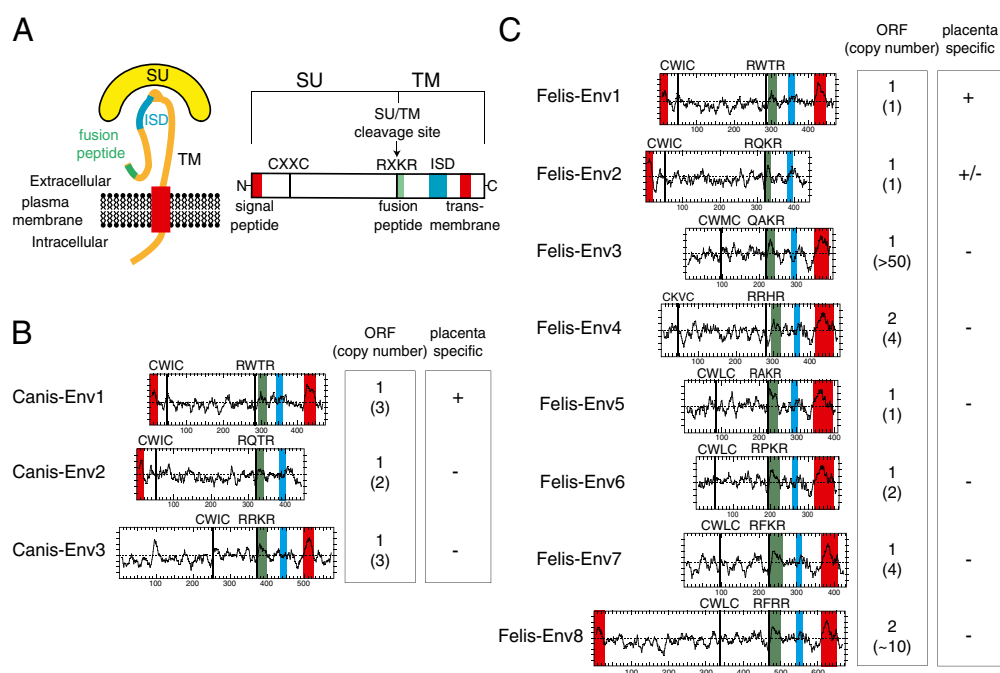 A
SU
ISD
fusion
peptide
TM
Extracellular
plasma
membrane
Intracellular
SU TM
SU/TM
cleavage site
CXXC RXKR ISD
N C
signal
peptide
fusion
peptide
trans-
membrane
B
ORF
(copy number)
placenta
specific
CWIC RWTR
Canis-Env1 1
(3) +
100 200 300 400
CWIC RQTR
Canis-Env2 1
(2) -
100 200 300 400
CWIC RRKR
Canis-Env3 1
(3) -
100 200 300 400 500
C
ORF
(copy number)
placenta
specific
CWIC RWTR
Felis-Env1 1
(1) +
100 200 300 400
CWIC RQKR
Felis-Env2 1
(1) +/-
100 200 300 400
CWMC QAKR
Felis-Env3 1
(>50) -
100 200 300
CKVC RRHR
Felis-Env4 2
(4) -
100 200 300 400
CWLC RAKR
Felis-Env5 1
(1) -
100 200 300 400
CWLC RPKR
Felis-Env6 1
(2) -
100 200 300
CWLC RFKR
Felis-Env7 1
(4) -
100 200 300 400
CWLC RFRR
Felis-Env8 2
(~10) -
100 200 300 400 500 600